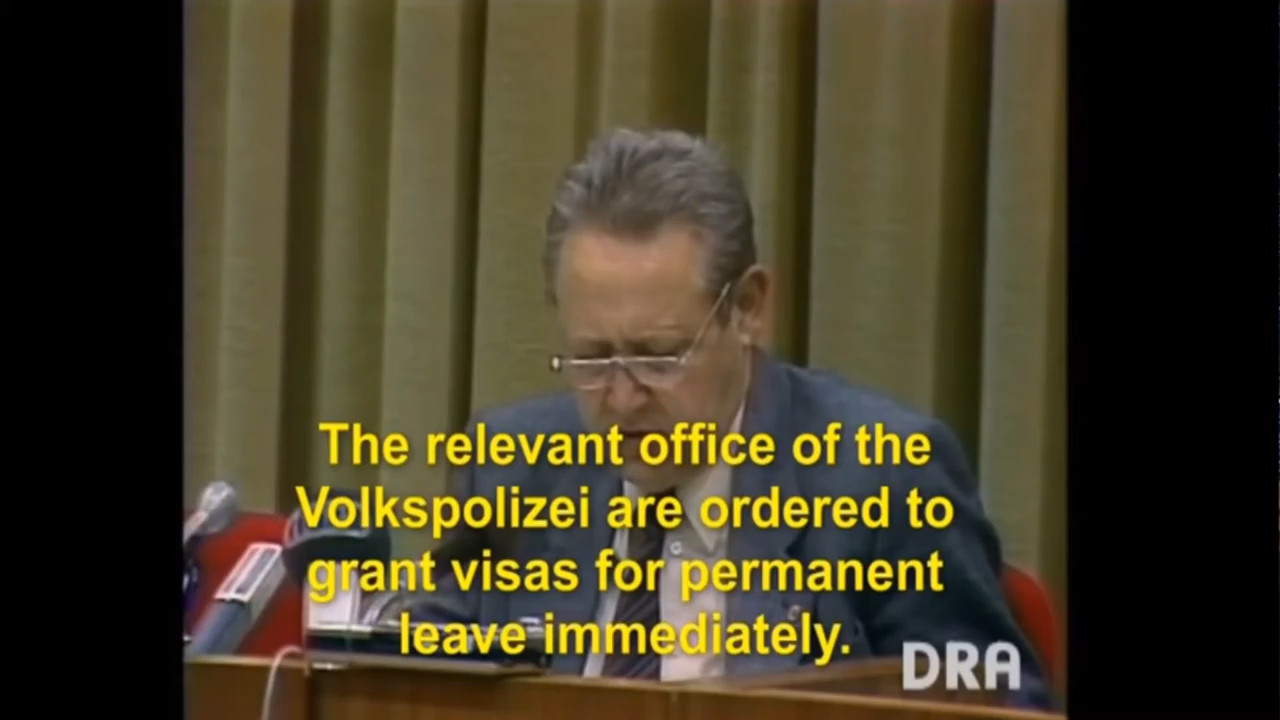 The relevant office of the
Volkspolizei are ordered to
grant visas for permanent
leave immediately.
DRA